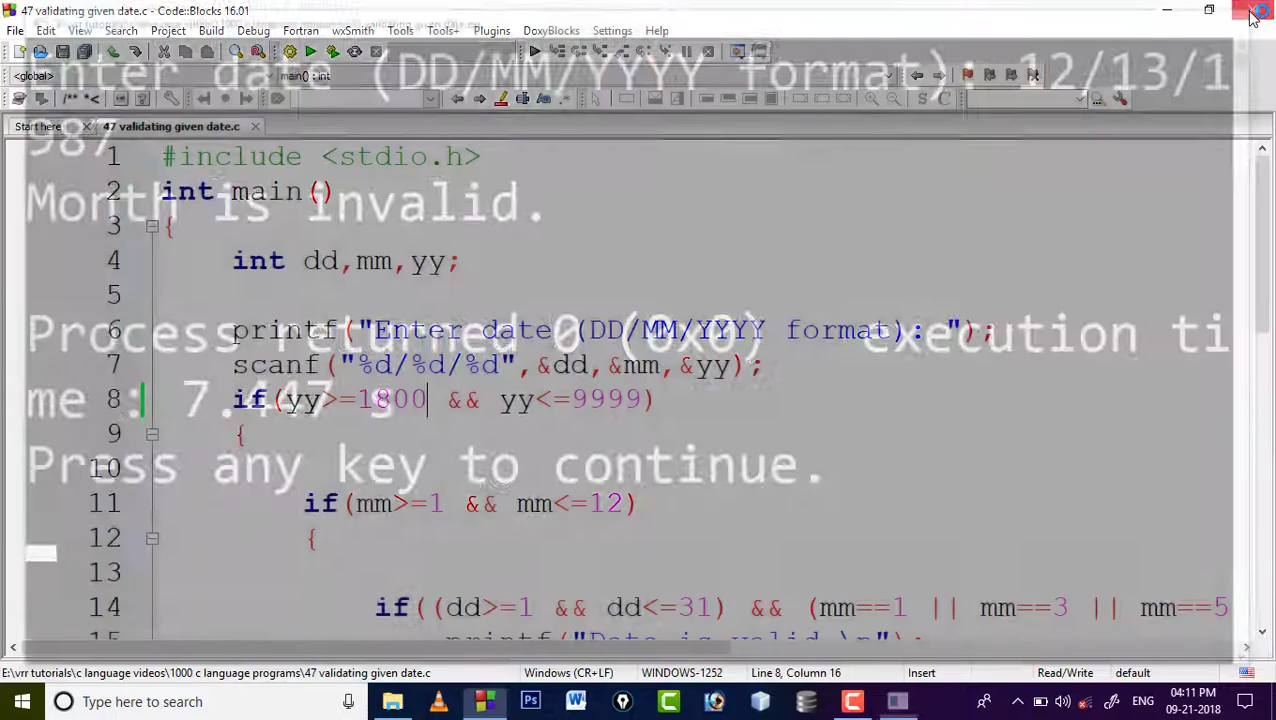 47 validating given date.c - Code::Blocks 16.01
File Edit View Search Project Build Debug Fortran wxSmith Tools Tools+ Plugins DoxyBlocks Settings Help
<global>
main() : int
Start here
47 validating given date.c
1 #include <stdio.h>
2 int main()
3 {
4 int dd,mm,yy;
5
6 printf("Enter date (DD/MM/YYYY format): ");
7 scanf("%d/%d/%d",&dd,&mm,&yy);
8 if(yy>=1800 && yy<=9999)
9 {
10
11 if(mm>=1 && mm<=12)
12 {
13
14 if((dd>=1 && dd<=31) && (mm==1 || mm==3 || mm==5
15 printf("Date is valid.\n");
Enter date (DD/MM/YYYY format): 12/13/1
987
Month is invalid.
Process returned 0 (0x0) execution ti
me : 7.447 s
Press any key to continue.
E:\vrr tutorials\c language videos\1000 c language programs\47 validating given date.c
Windows (CR+LF)
WINDOWS-1252
Line 8, Column 16
Insert
Read/Write
default
Type here to search
ENG
04:11 PM
09-21-2018